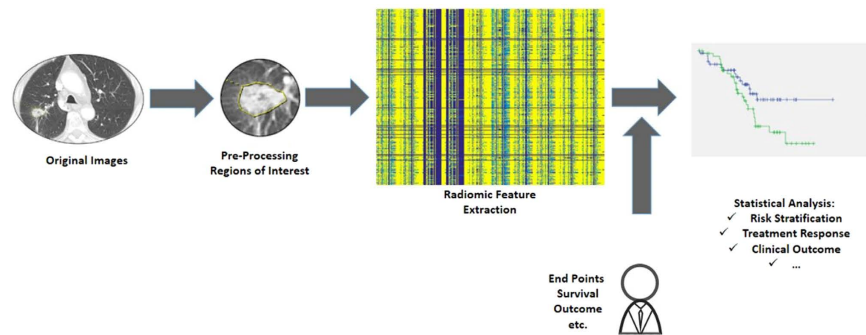 Original Images
Pre-Processing
Regions of Interest
Radiomic Feature
Extraction
End Points
Survival
Outcome
etc.
Statistical Analysis:
✓ Risk Stratification
✓ Treatment Response
✓ Clinical Outcome
✓ ...